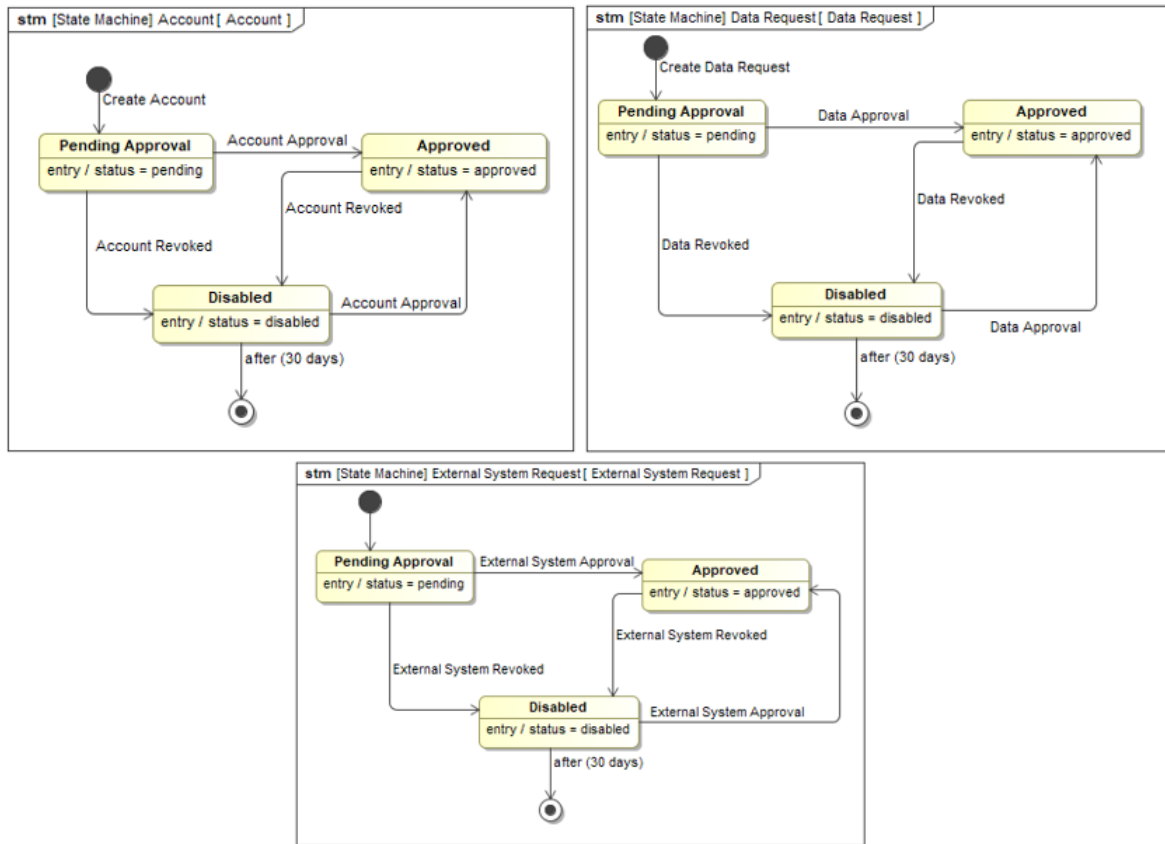 stm [State Machine] Account[ Account ]
Create Account
Pending Approval
entry / status = pending
Account Approval
Approved
entry / status = approved
Account Revoked
Account Revoked
Disabled
entry / status = disabled
Account Approval
after (30 days)
stm [State Machine] Data Request[ Data Request ]
Create Data Request
Pending Approval
entry / status = pending
Data Approval
Approved
entry / status = approved
Data Revoked
Data Revoked
Disabled
entry / status = disabled
Data Approval
after (30 days)
stm [State Machine] External System Request[ External System Request ]
Pending Approval
entry / status = pending
External System Approval
Approved
entry / status = approved
External System Revoked
External System Revoked
Disabled
entry / status = disabled
External System Approval
after (30 days)